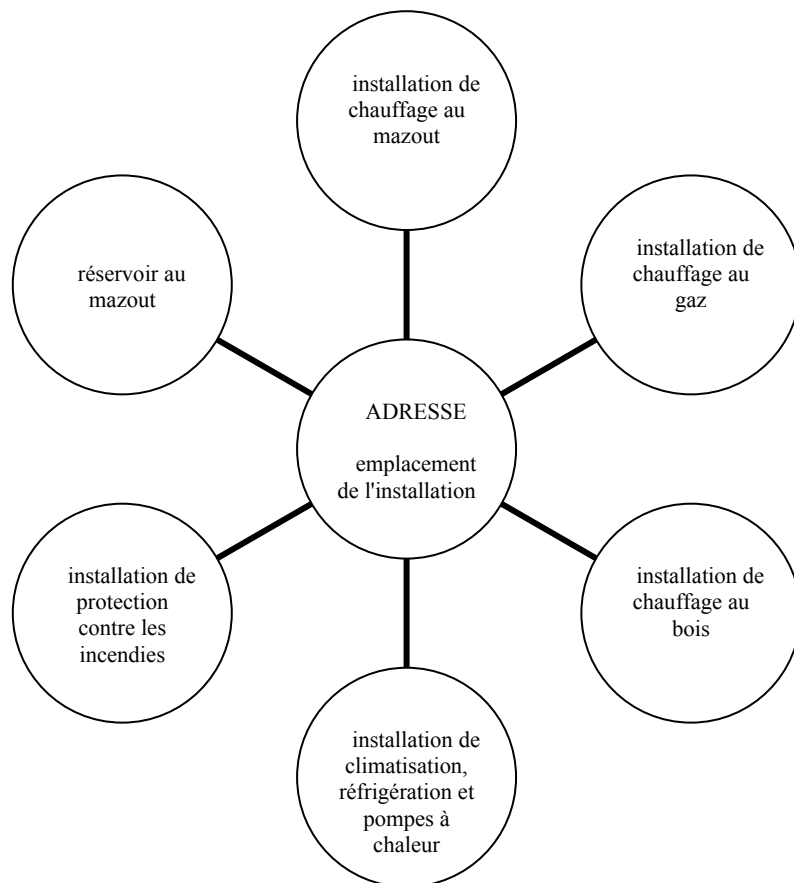 installation de
chauffage au
mazout
réservoir au
mazout
installation de
chauffage au
gaz
ADRESSE
emplacement
de l'installation
installation de
protection
contre les
incendies
installation de
chauffage au
bois
installation de
climatisation,
réfrigération et
pompes à
chaleur